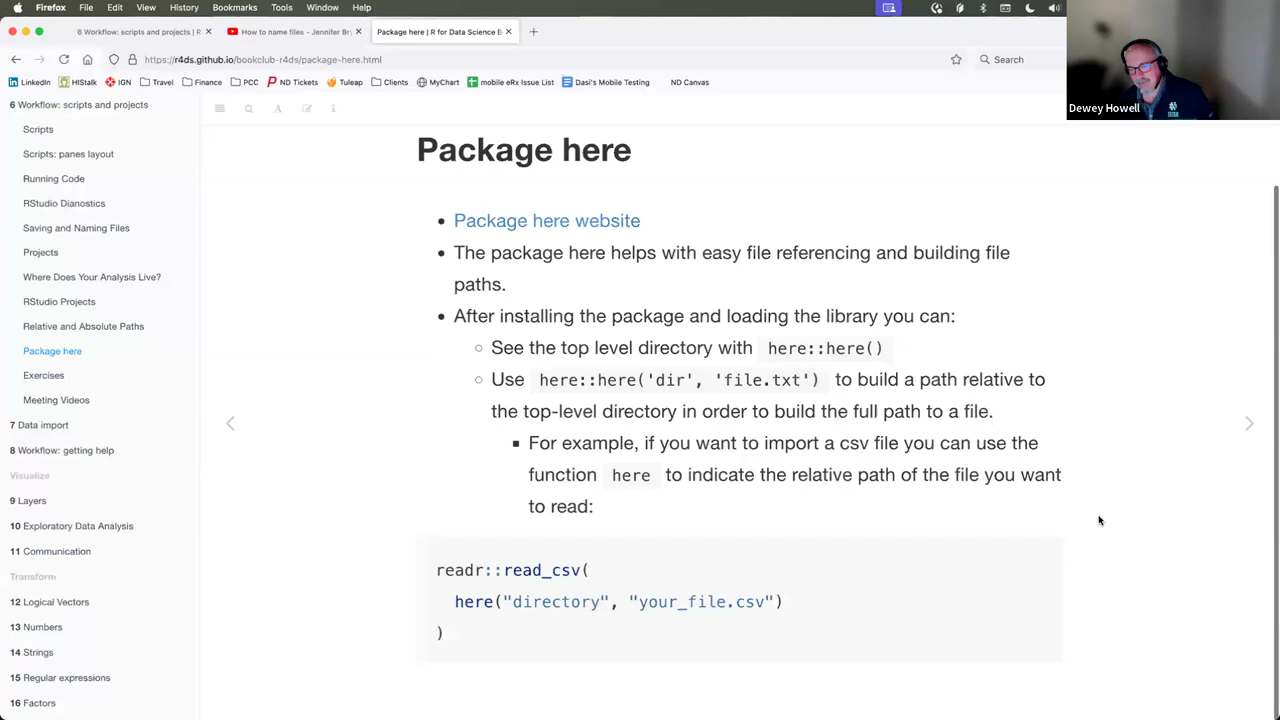 Firefox File Edit View History Bookmarks Tools Window Help
6 Workflow: scripts and projects | R × How to name files - Jennifer Br × Package here | R for Data Science B × +
https://r4ds.github.io/bookclub-r4ds/package-here.html Search
LinkedIn HIStalk IGN Travel Finance PCC ND Tickets Tuleap Clients MyChart mobile eRx Issue List Dasi's Mobile Testing ND Canvas
Dewey Howell
IRISH
6 Workflow: scripts and projects
Scripts
Scripts: panes layout
Running Code
RStudio Dianostics
Saving and Naming Files
Projects
Where Does Your Analysis Live?
RStudio Projects
Relative and Absolute Paths
Package here
Exercises
Meeting Videos
7 Data import
8 Workflow: getting help
Visualize
9 Layers
10 Exploratory Data Analysis
11 Communication
Transform
12 Logical Vectors
13 Numbers
14 Strings
15 Regular expressions
16 Factors
Package here
• Package here website
• The package here helps with easy file referencing and building file
paths.
• After installing the package and loading the library you can:
○ See the top level directory with here::here()
○ Use here::here('dir', 'file.txt') to build a path relative to
the top-level directory in order to build the full path to a file.
▪ For example, if you want to import a csv file you can use the
function here to indicate the relative path of the file you want
to read:
readr::read_csv(
here("directory", "your_file.csv")
)